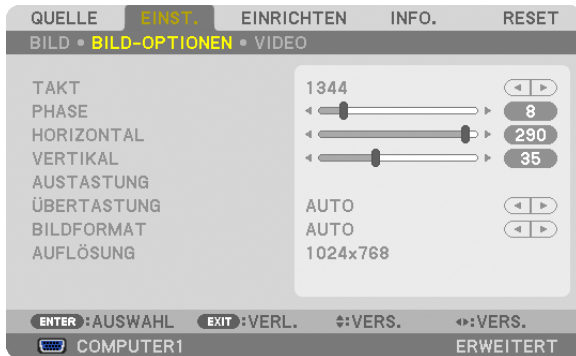 QUELLE EINST. EINRICHTEN INFO. RESET
BILD • BILD-OPTIONEN • VIDEO
TAKT 1344
PHASE 8
HORIZONTAL 290
VERTIKAL 35
AUSTASTUNG
ÜBERTASTUNG AUTO
BILDFORMAT AUTO
AUFLÖSUNG 1024x768
ENTER :AUSWAHL EXIT :VERL. :VERS. :VERS.
COMPUTER1 ERWEITERT